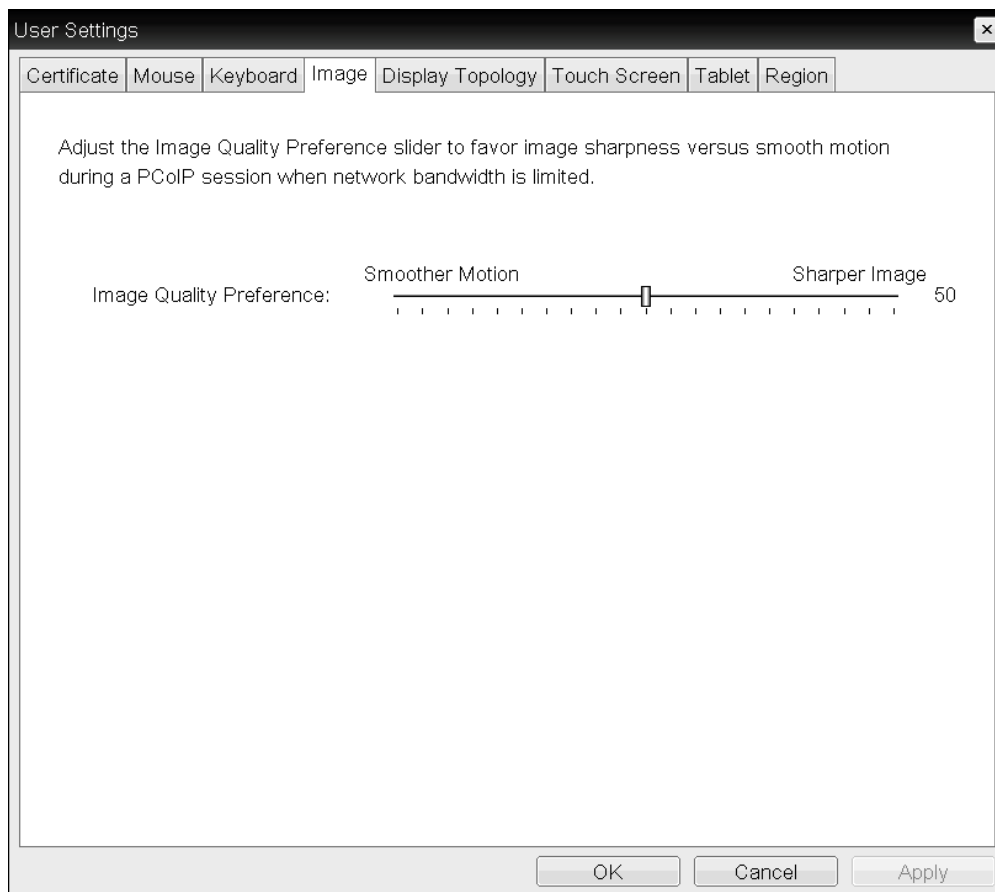 User Settings
Certificate Mouse Keyboard Image Display Topology Touch Screen Tablet Region
Adjust the Image Quality Preference slider to favor image sharpness versus smooth motion
during a PCoIP session when network bandwidth is limited.
Smoother Motion Sharper Image
Image Quality Preference: 50
OK Cancel Apply